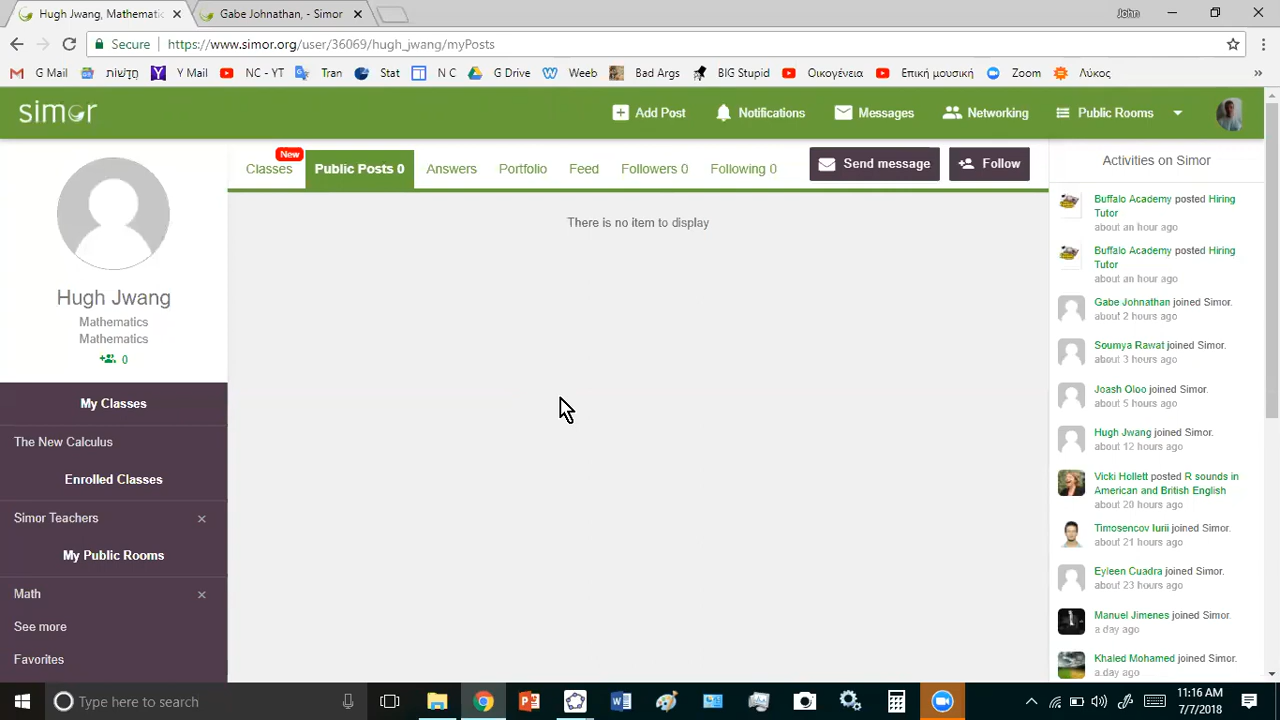 Hugh Jwang, Mathemati
Gabe Johnathan, - Simor
John
Secure
https://www.simor.org/user/36069/hugh_jwang/myPosts
G Mail
חֲדָשׁוֹת
Y Mail
NC - YT
Tran
Stat
N C
G Drive
Weeb
Bad Args
BIG Stupid
Οικογένεια
Επική μουσική
Zoom
Λύκος
simor
Add Post
Notifications
Messages
Networking
Public Rooms
Classes
New
Public Posts 0
Answers
Portfolio
Feed
Followers 0
Following 0
Send message
Follow
There is no item to display
Hugh Jwang
Mathematics
Mathematics
0
My Classes
The New Calculus
Enrolled Classes
Simor Teachers
My Public Rooms
Math
See more
Favorites
Activities on Simor
Buffalo Academy posted Hiring
Tutor
about an hour ago
Buffalo Academy posted Hiring
Tutor
about an hour ago
Gabe Johnathan joined Simor.
about 2 hours ago
Soumya Rawat joined Simor.
about 3 hours ago
Joash Oloo joined Simor.
about 5 hours ago
Hugh Jwang joined Simor.
about 12 hours ago
Vicki Hollett posted R sounds in
American and British English
about 20 hours ago
Timosencov Iurii joined Simor.
about 21 hours ago
Eyleen Cuadra joined Simor.
about 23 hours ago
Manuel Jimenes joined Simor.
a day ago
Khaled Mohamed joined Simor.
a day ago
Type here to search
11:16 AM
7/7/2018